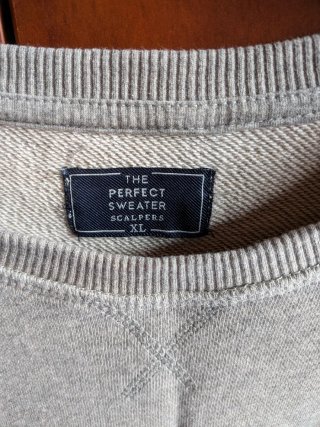 THE
PERFECT
SWEATER
SCALPERS
XL